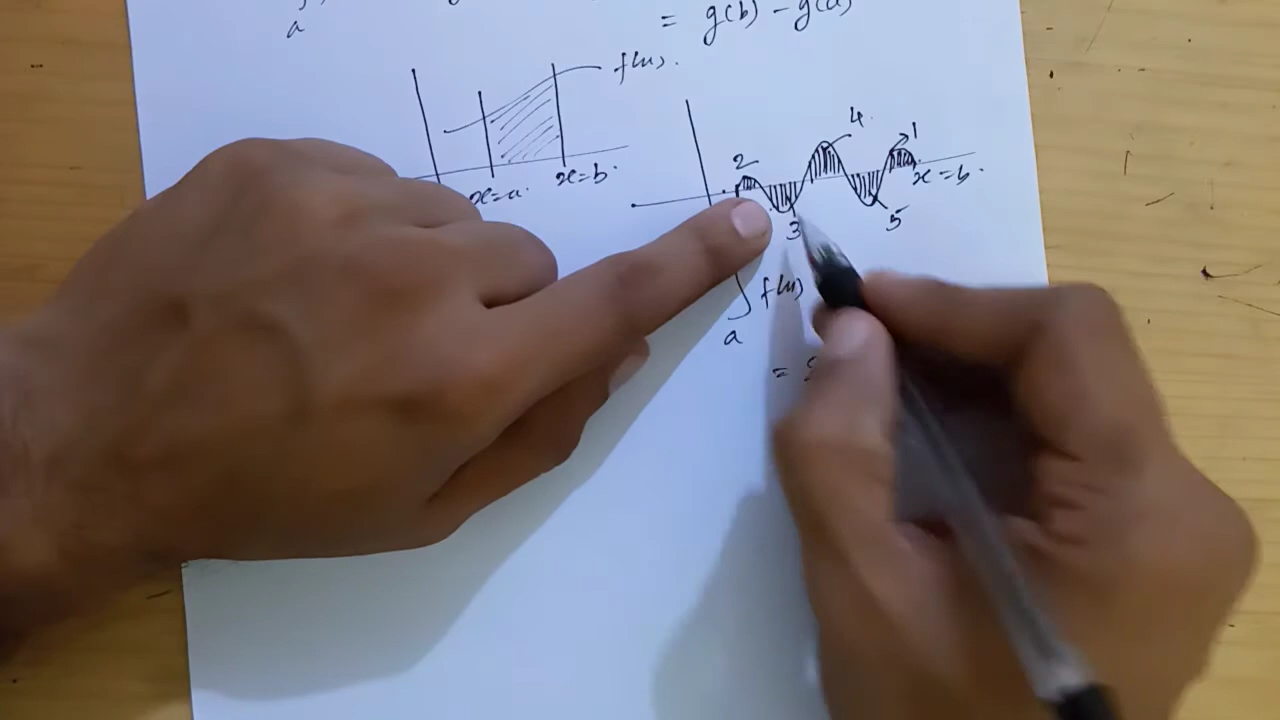 a
= g(b) - g(a)
f(x).
x=a.
x=b.
2
3
4.
5
1
x=b.
∫ f(x)
a
=